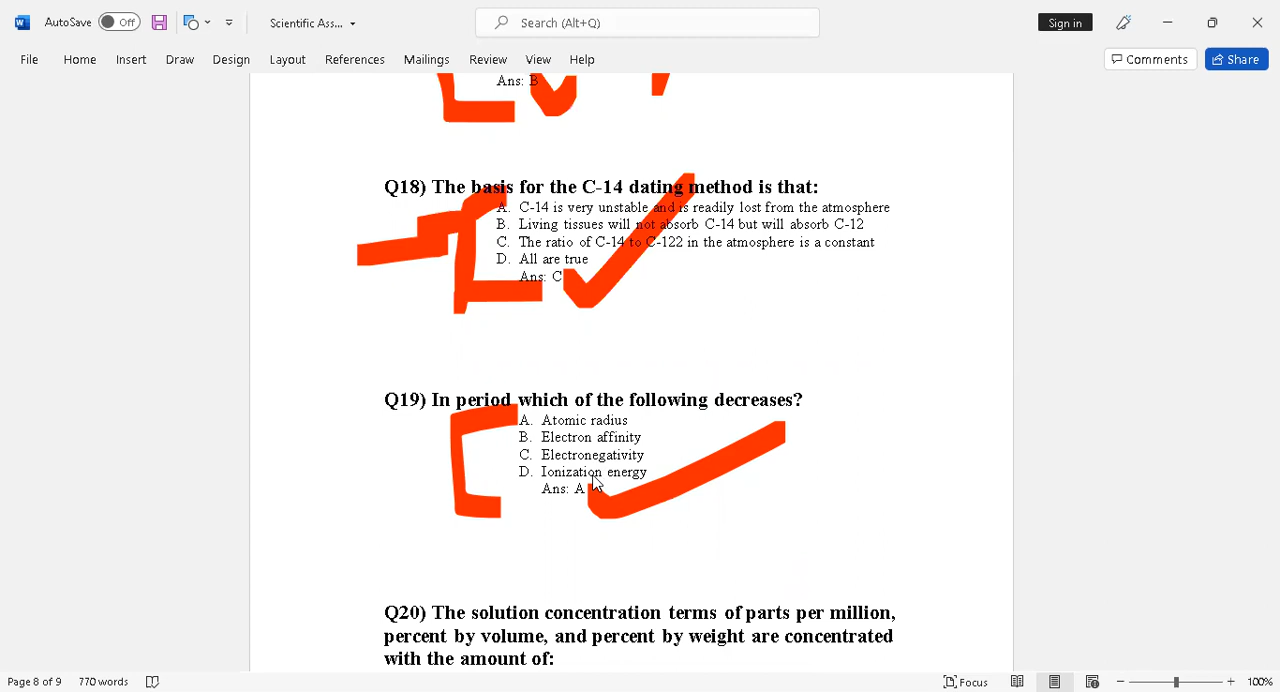 AutoSave Off Scientific Ass... Search (Alt+Q) Sign in
File Home Insert Draw Design Layout References Mailings Review View Help Comments Share
Ans: B
Q18) The basis for the C-14 dating method is that:
A. C-14 is very unstable and is readily lost from the atmosphere
B. Living tissues will not absorb C-14 but will absorb C-12
C. The ratio of C-14 to C-122 in the atmosphere is a constant
D. All are true
Ans: C
Q19) In period which of the following decreases?
A. Atomic radius
B. Electron affinity
C. Electronegativity
D. Ionization energy
Ans: A
Q20) The solution concentration terms of parts per million,
percent by volume, and percent by weight are concentrated
with the amount of:
Page 8 of 9 770 words Focus 100%